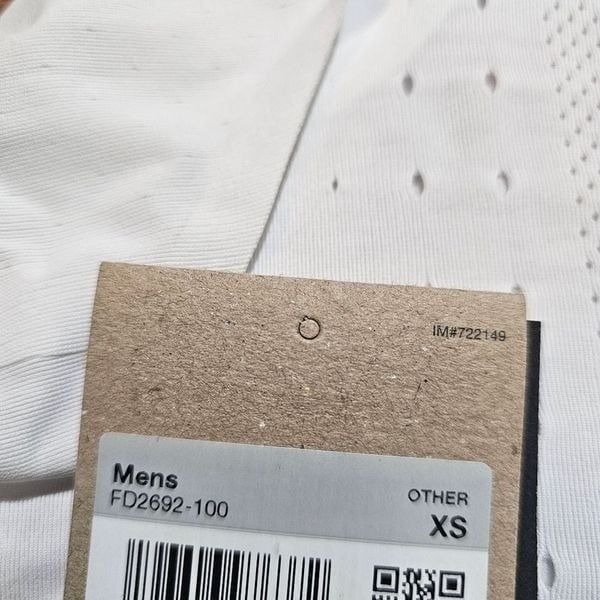 IM#722149
Mens
FD2692-100
OTHER
XS